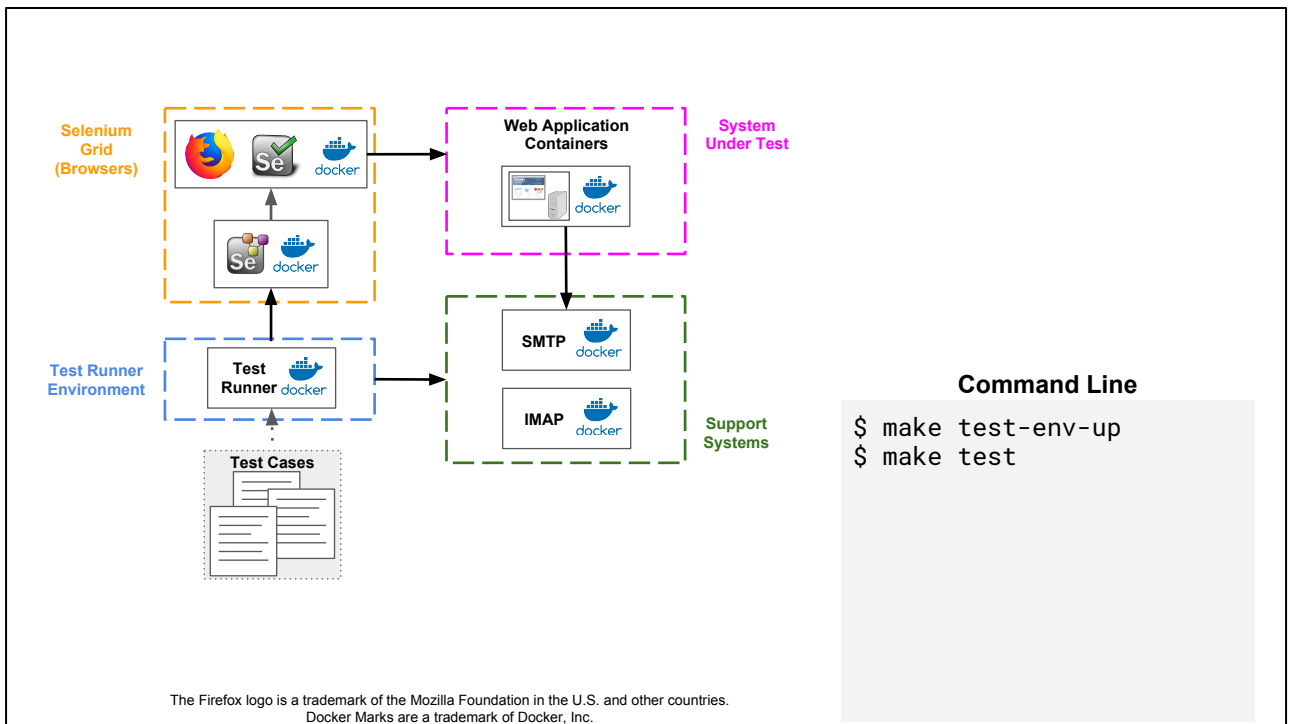 Selenium
Grid
(Browsers)
Se
docker
Se
docker
Web Application
Containers
docker
System
Under Test
Test Runner
Environment
Test
Runner
docker
SMTP
docker
IMAP
docker
Support
Systems
Test Cases
Command Line
$ make test-env-up
$ make test
The Firefox logo is a trademark of the Mozilla Foundation in the U.S. and other countries.
Docker Marks are a trademark of Docker, Inc.